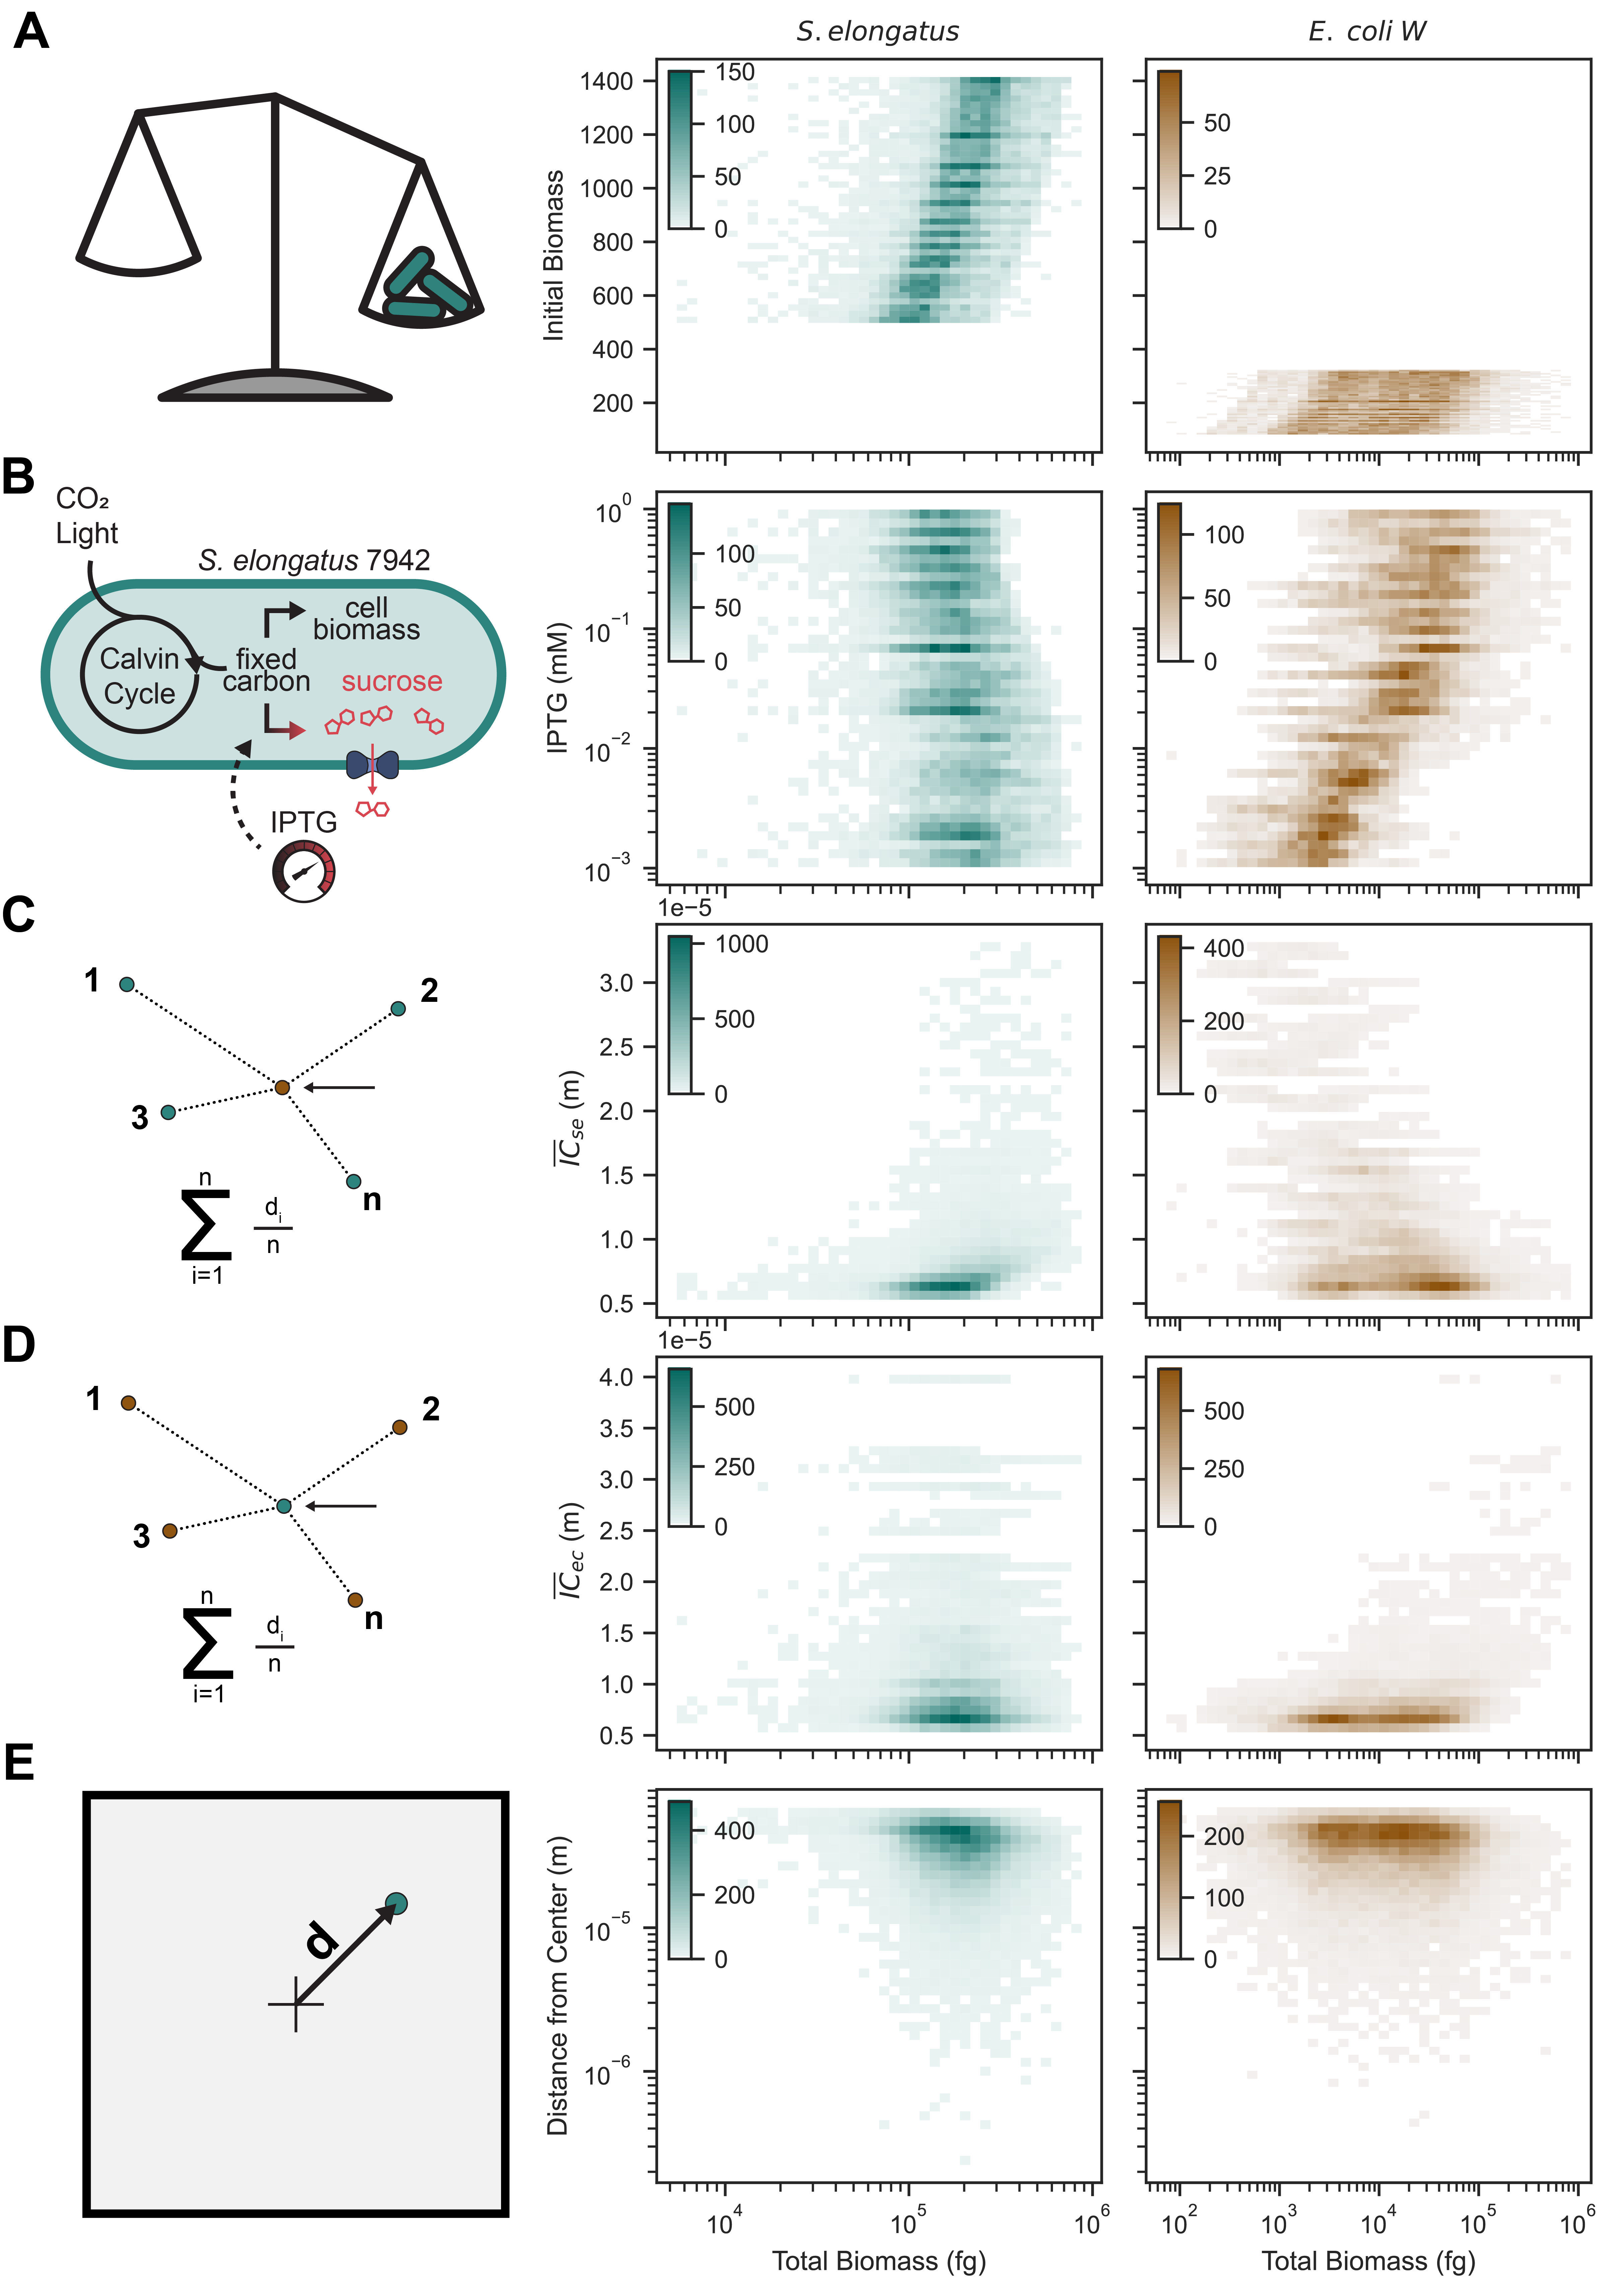 A
S. elongatus
E. coli W
Initial Biomass
1400
1200
1000
800
600
400
200
150
100
50
0
50
25
0
B
CO₂
Light
S. elongatus 7942
cell
biomass
Calvin
Cycle
fixed
carbon
sucrose
IPTG
IPTG (mM)
10⁰
10⁻¹
10⁻²
10⁻³
100
50
0
100
50
0
C
1
2
3
n
n
Σ
i=1
dᵢ
n
1e−5
I̅C̅se (m)
3.0
2.5
2.0
1.5
1.0
0.5
1000
500
0
400
200
0
D
1
2
3
n
n
Σ
i=1
dᵢ
n
1e−5
I̅C̅ec (m)
4.0
3.5
3.0
2.5
2.0
1.5
1.0
0.5
500
250
0
500
250
0
E
d
Distance from Center (m)
10⁻⁵
10⁻⁶
400
200
0
200
100
0
10⁴
10⁵
10⁶
10²
10³
10⁴
10⁵
10⁶
Total Biomass (fg)
Total Biomass (fg)